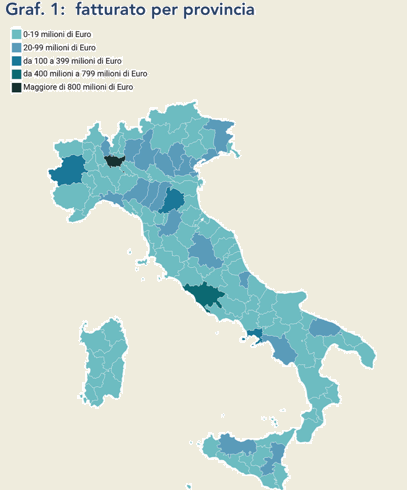 Graf. 1: fatturato per provincia
0-19 milioni di Euro
20-99 milioni di Euro
da 100 a 399 milioni di Euro
da 400 milioni a 799 milioni di Euro
Maggiore di 800 milioni di Euro